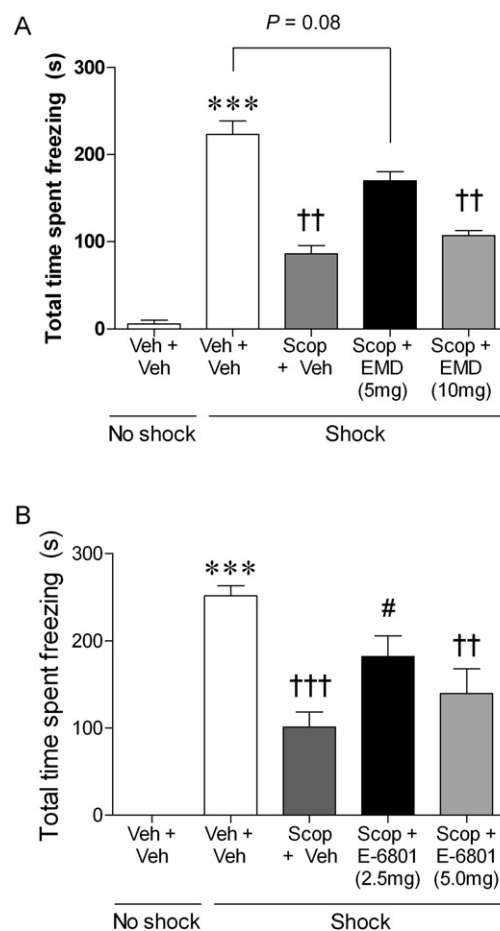 A
P = 0.08
Total time spent freezing (s)
300
200
100
0
***
††
††
Veh + Veh + Scop Scop + Scop +
Veh Veh + Veh EMD EMD
(5mg) (10mg)
No shock Shock
B
Total time spent freezing (s)
300
200
100
0
***
†††
#
††
Veh + Veh + Scop Scop + Scop +
Veh Veh + Veh E-6801 E-6801
(2.5mg) (5.0mg)
No shock Shock